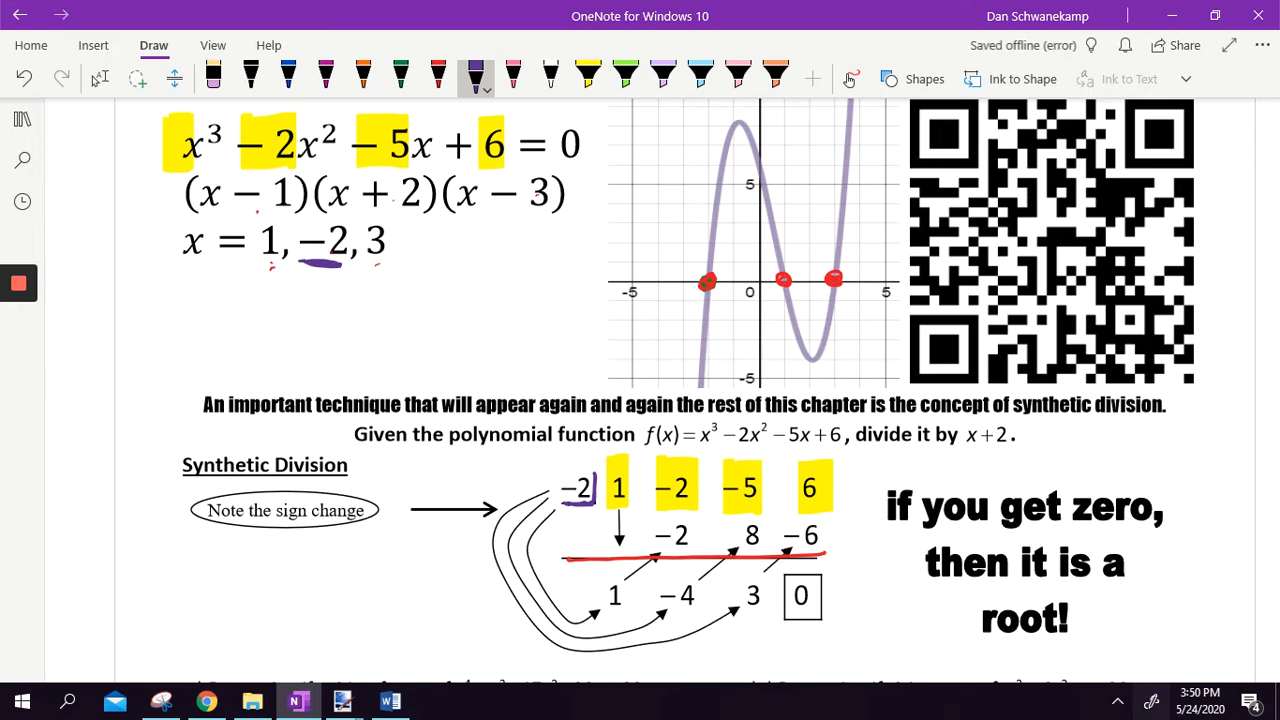 OneNote for Windows 10
Dan Schwanekamp
Home Insert Draw View Help
Saved offline (error)
Share
Shapes
Ink to Shape
Ink to Text
x³ − 2x² − 5x + 6 = 0
(x − 1)(x + 2)(x − 3)
x = 1, −2, 3
5
-5 0 5
-5
An important technique that will appear again and again the rest of this chapter is the concept of synthetic division.
Given the polynomial function f(x) = x³ − 2x² − 5x + 6, divide it by x + 2.
Synthetic Division
Note the sign change
−2 1 −2 −5 6
−2 8 −6
1 −4 3 0
if you get zero,
then it is a
root!
3:50 PM
5/24/2020
4